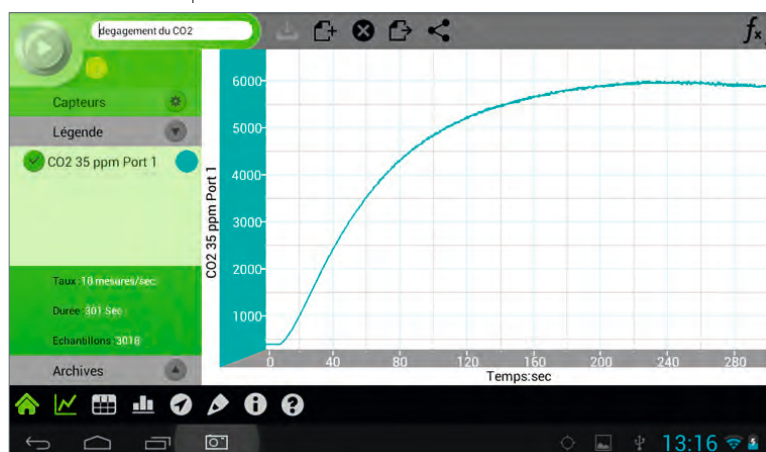 degagement du CO2
fx
Capteurs
Légende
CO2 35 ppm Port 1
Taux :10 mesures/sec
Durée :301 Sec
Echantillons :3018
Archives
CO2 35 ppm Port 1
6000
5000
4000
3000
2000
1000
0
40
80
120
160
200
240
280
Temps:sec
13:16